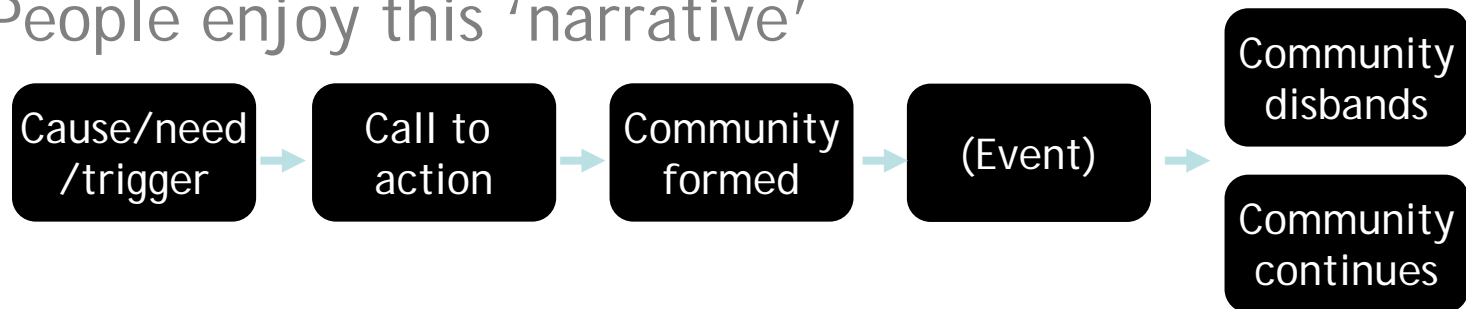 People enjoy this ‘narrative’
Cause/need
/trigger
Call to
action
Community
formed
(Event)
Community
disbands
Community
continues